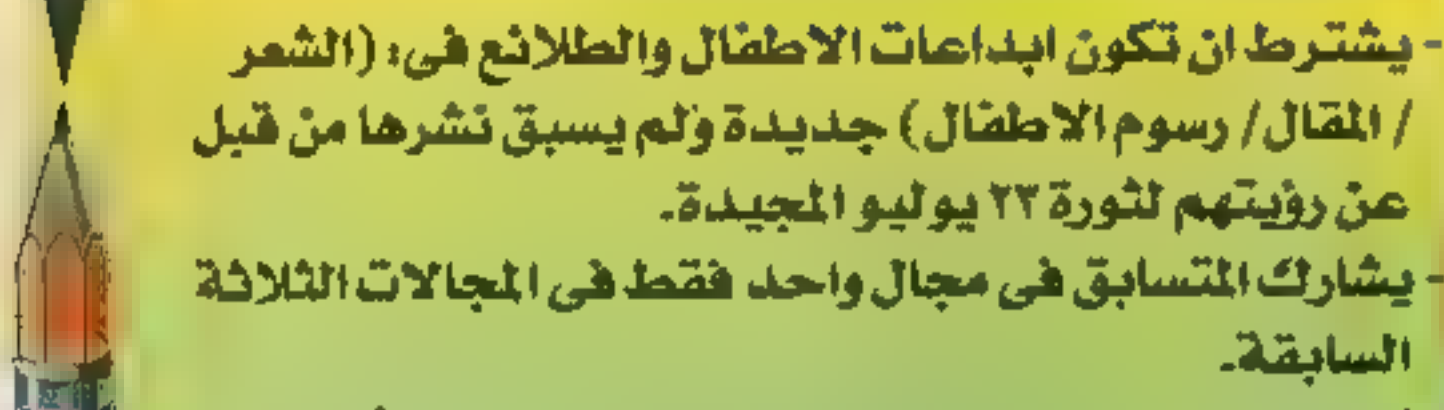 - يشترط ان تكون ابداعات الاطفال والطلائع فى: (الشعر
/ المقال/ رسوم الاطفال) جديدة ولم يسبق نشرها من قبل
عن رؤيتهم لثورة ٢٣ يوليو المجيدة.
- يشارك المتسابق فى مجال واحد فقط فى المجالات الثلاثة
السابقة.